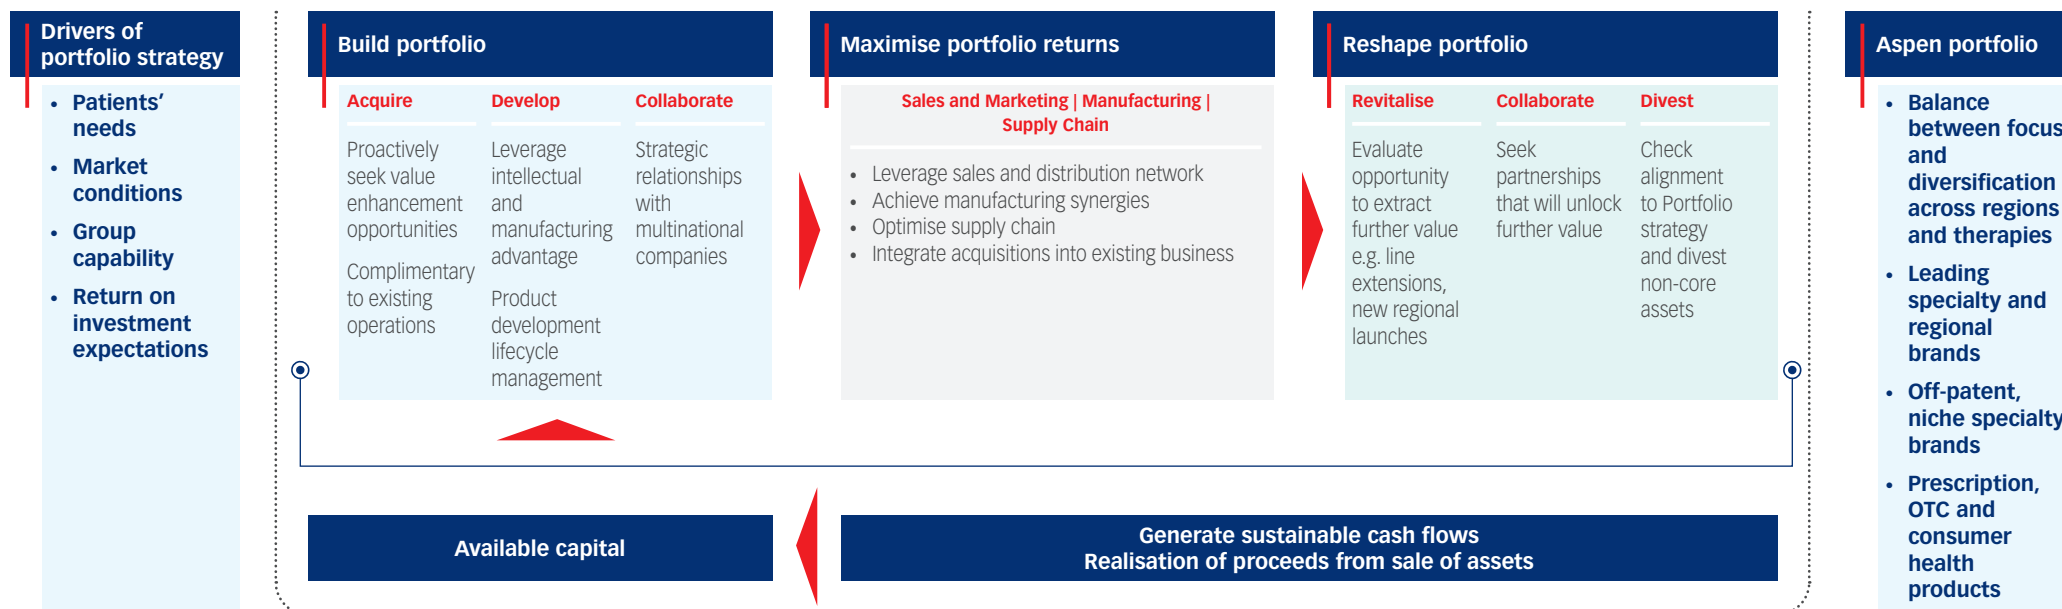 Drivers of
portfolio strategy
• Patients'
needs
• Market
conditions
• Group
capability
• Return on
investment
expectations
Build portfolio
Acquire
Proactively
seek value
enhancement
opportunities
Complimentary
to existing
operations
Develop
Leverage
intellectual
and
manufacturing
advantage
Product
development
lifecycle
management
Collaborate
Strategic
relationships
with
multinational
companies
Maximise portfolio returns
Sales and Marketing | Manufacturing |
Supply Chain
• Leverage sales and distribution network
• Achieve manufacturing synergies
• Optimise supply chain
• Integrate acquisitions into existing business
Reshape portfolio
Revitalise
Evaluate
opportunity
to extract
further value
e.g. line
extensions,
new regional
launches
Collaborate
Seek
partnerships
that will unlock
further value
Divest
Check
alignment
to Portfolio
strategy
and divest
non-core
assets
Available capital
Generate sustainable cash flows
Realisation of proceeds from sale of assets
Aspen portfolio
• Balance
between focus
and
diversification
across regions
and therapies
• Leading
specialty and
regional
brands
• Off-patent,
niche specialty
brands
• Prescription,
OTC and
consumer
health
products